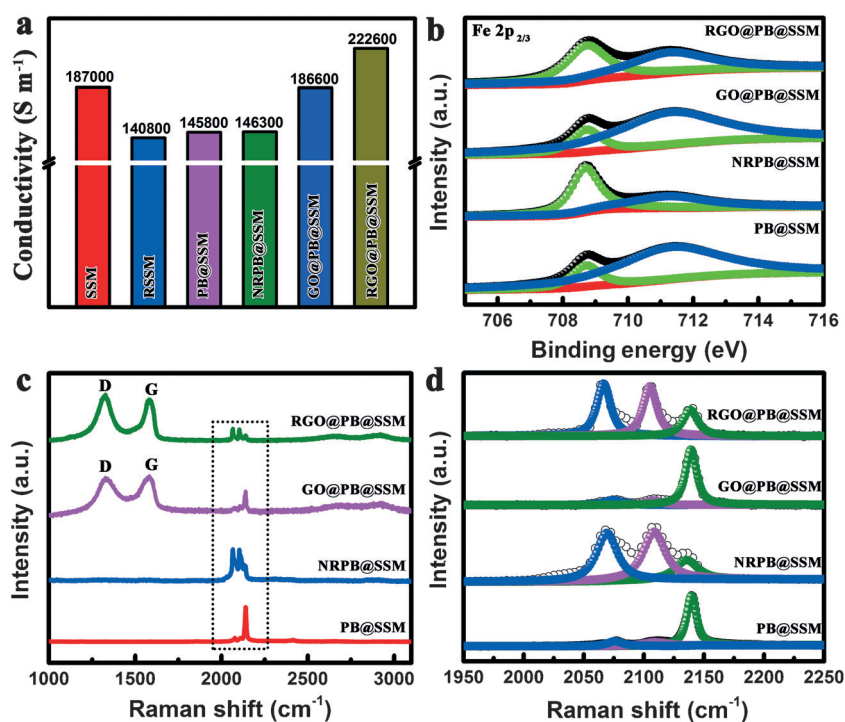 a
Conductivity (S m⁻¹)
187000
140800
145800
146300
186600
222600
SSM
RSSM
PB@SSM
NRPB@SSM
GO@PB@SSM
RGO@PB@SSM
b
Fe 2p 2/3
RGO@PB@SSM
GO@PB@SSM
NRPB@SSM
PB@SSM
Intensity (a.u.)
706 708 710 712 714 716
Binding energy (eV)
c
D G
RGO@PB@SSM
D G
GO@PB@SSM
NRPB@SSM
PB@SSM
Intensity (a.u.)
1000 1500 2000 2500 3000
Raman shift (cm⁻¹)
d
RGO@PB@SSM
GO@PB@SSM
NRPB@SSM
PB@SSM
Intensity (a.u.)
1950 2000 2050 2100 2150 2200 2250
Raman shift (cm⁻¹)